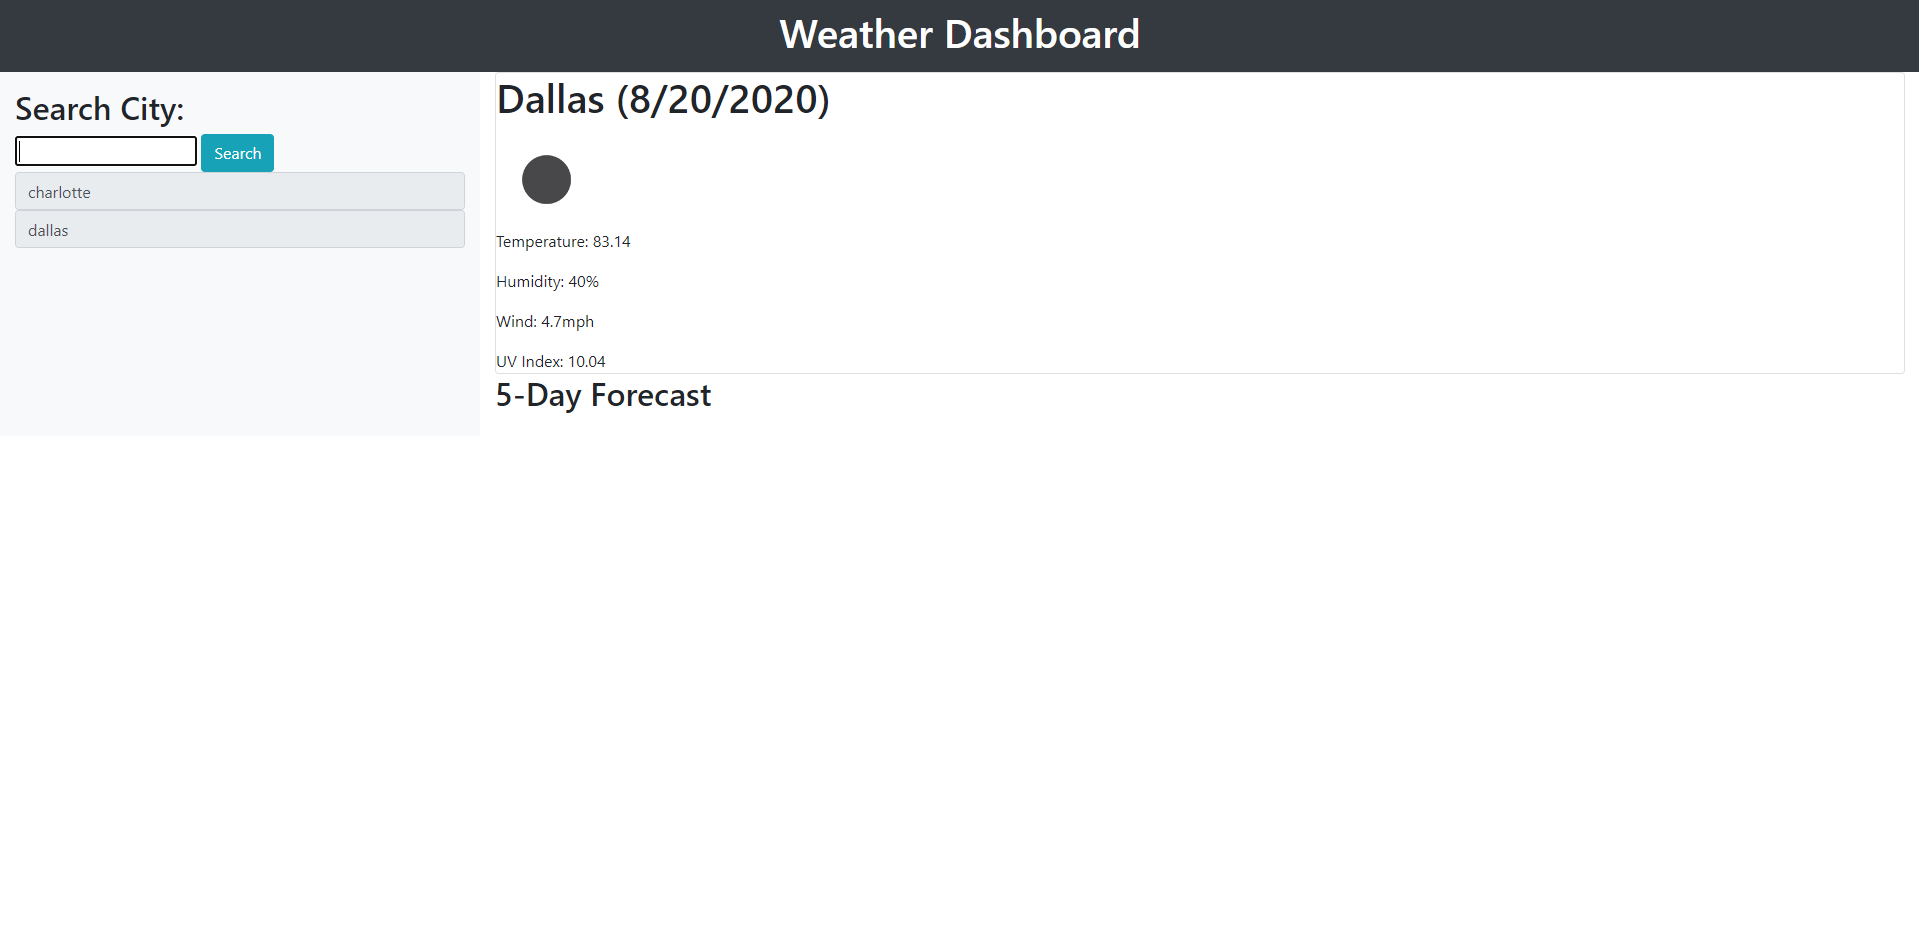 Weather Dashboard
Search City:
Search
charlotte
dallas
Dallas (8/20/2020)
Temperature: 83.14
Humidity: 40%
Wind: 4.7mph
UV Index: 10.04
5-Day Forecast